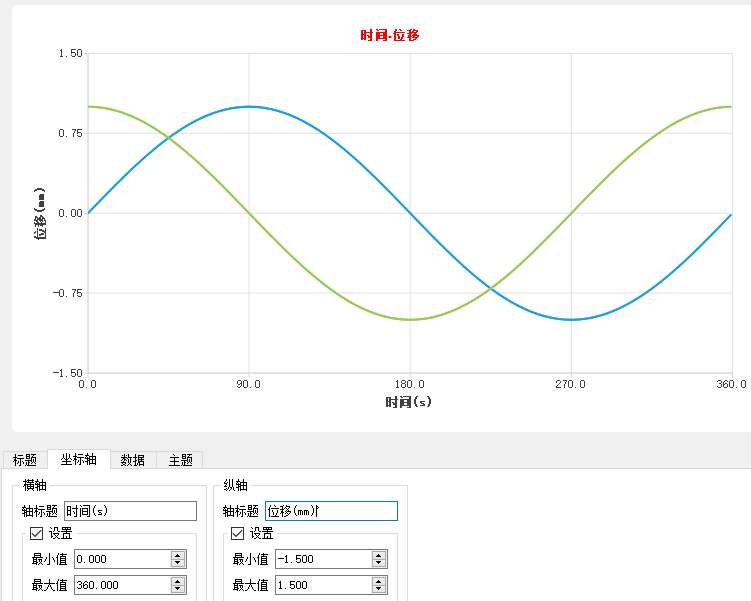 时间-位移
1.50
0.75
0.00
-0.75
-1.50
位移(mm)
0.0 90.0 180.0 270.0 360.0
时间(s)
标题 坐标轴 数据 主题
横轴 纵轴
轴标题 时间(s) 轴标题 位移(mm)
设置 设置
最小值 0.000 最小值 -1.500
最大值 360.000 最大值 1.500